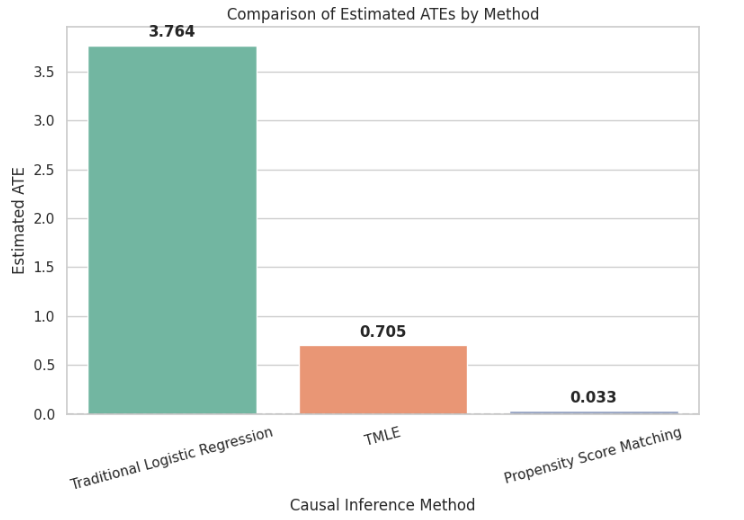 Comparison of Estimated ATEs by Method
3.764
3.5
3.0
2.5
2.0
1.5
1.0
0.5
0.0
Estimated ATE
0.705
0.033
Traditional Logistic Regression
TMLE
Propensity Score Matching
Causal Inference Method